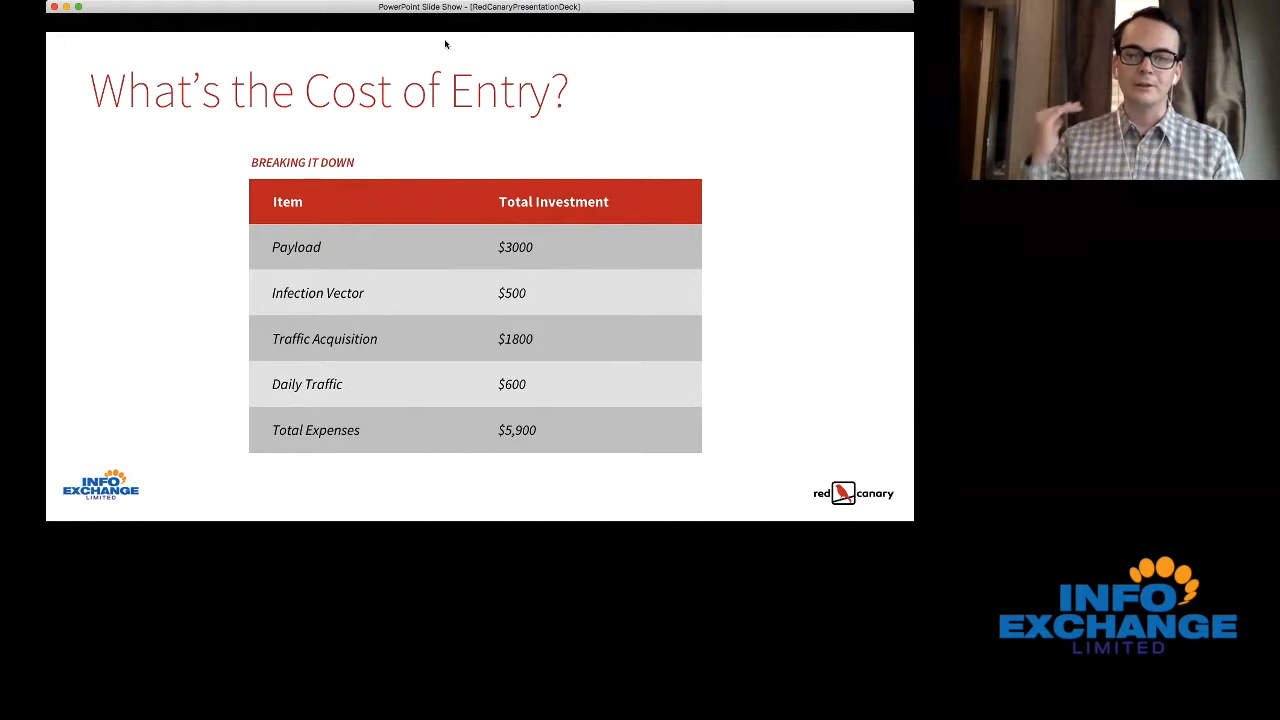 PowerPoint Slide Show - [RedCanaryPresentationDeck]
What's the Cost of Entry?
BREAKING IT DOWN
Item Total Investment
Payload $3000
Infection Vector $500
Traffic Acquisition $1800
Daily Traffic $600
Total Expenses $5,900
INFO
EXCHANGE
LIMITED
red canary
INFO
EXCHANGE
LIMITED